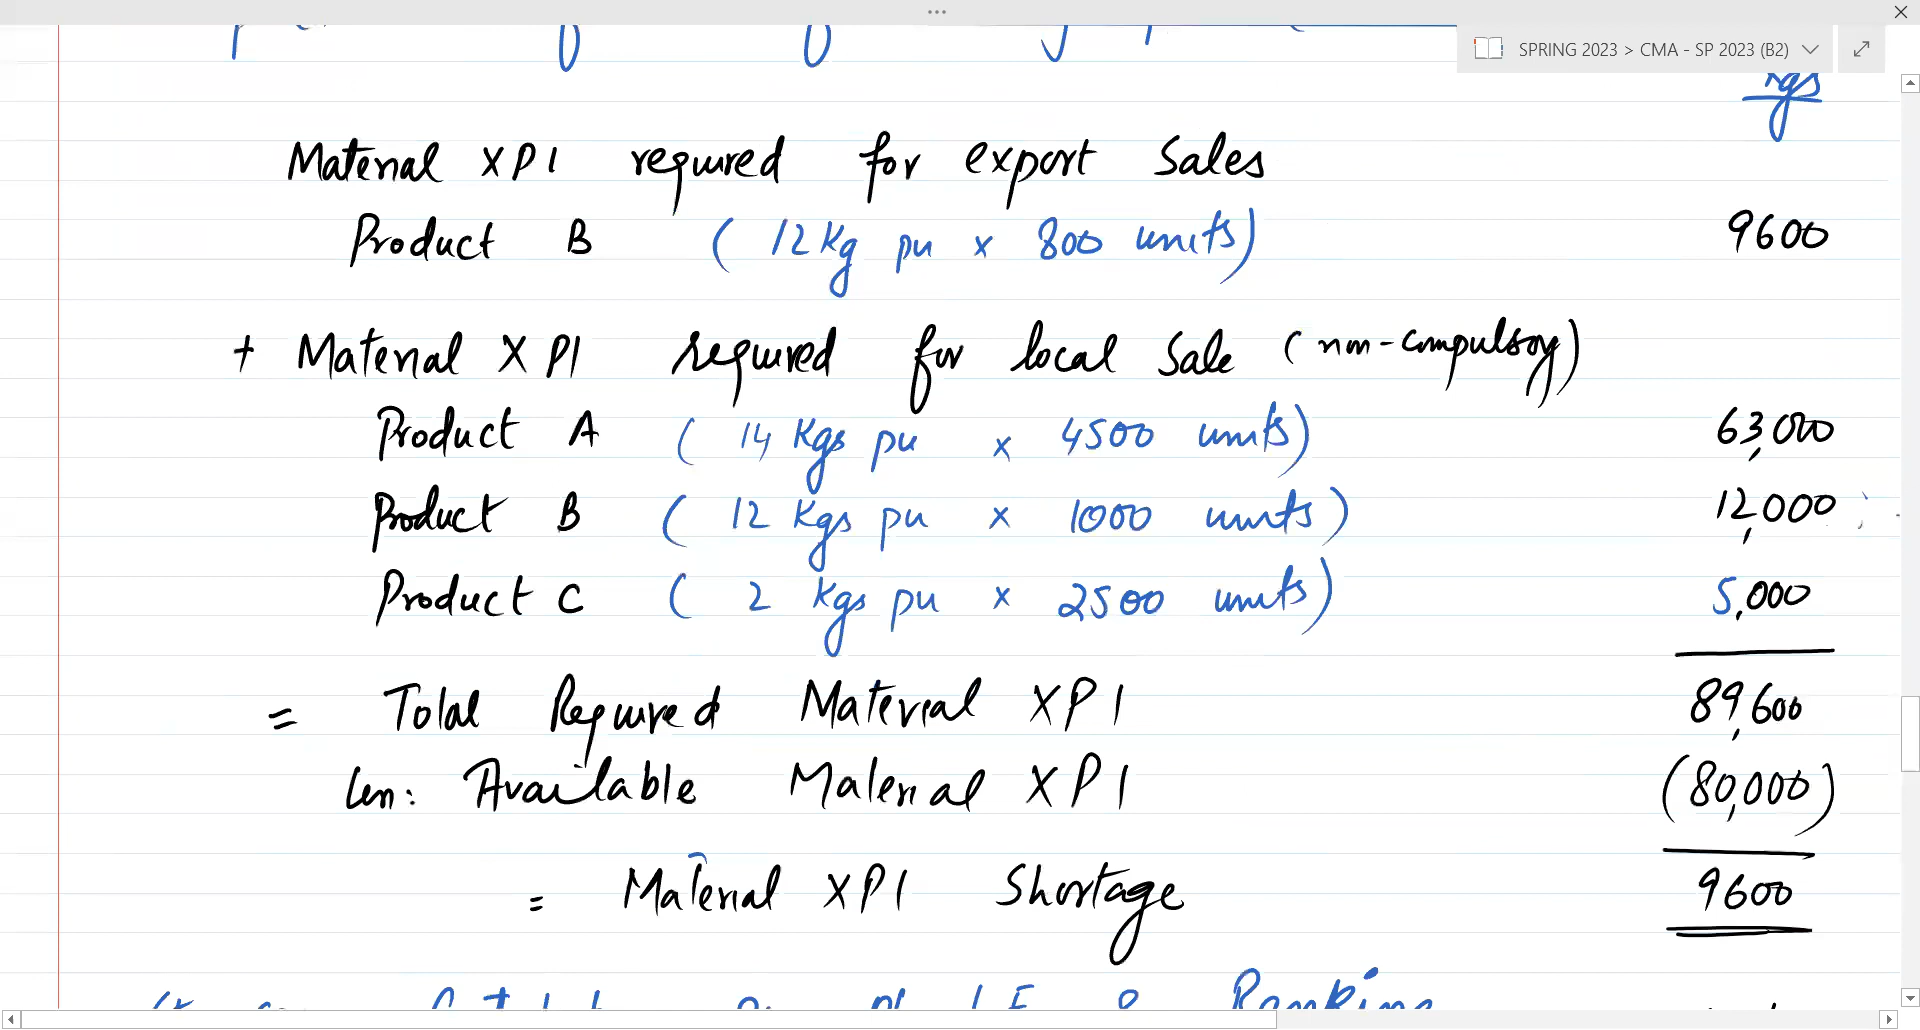 SPRING 2023 > CMA - SP 2023 (B2)
kgs
Material XP1 required for export Sales
Product B ( 12 kg pu x 800 units) 9600
+ Material XP1 required for local Sale (non-compulsory)
Product A ( 14 Kgs pu x 4500 units) 63,000
Product B ( 12 Kgs pu x 1000 units) 12,000
Product C ( 2 Kgs pu x 2500 units) 5,000
= Total Required Material XP1 89,600
Less: Available Material XP1 (80,000)
= Material XP1 Shortage 9600
& Ranking